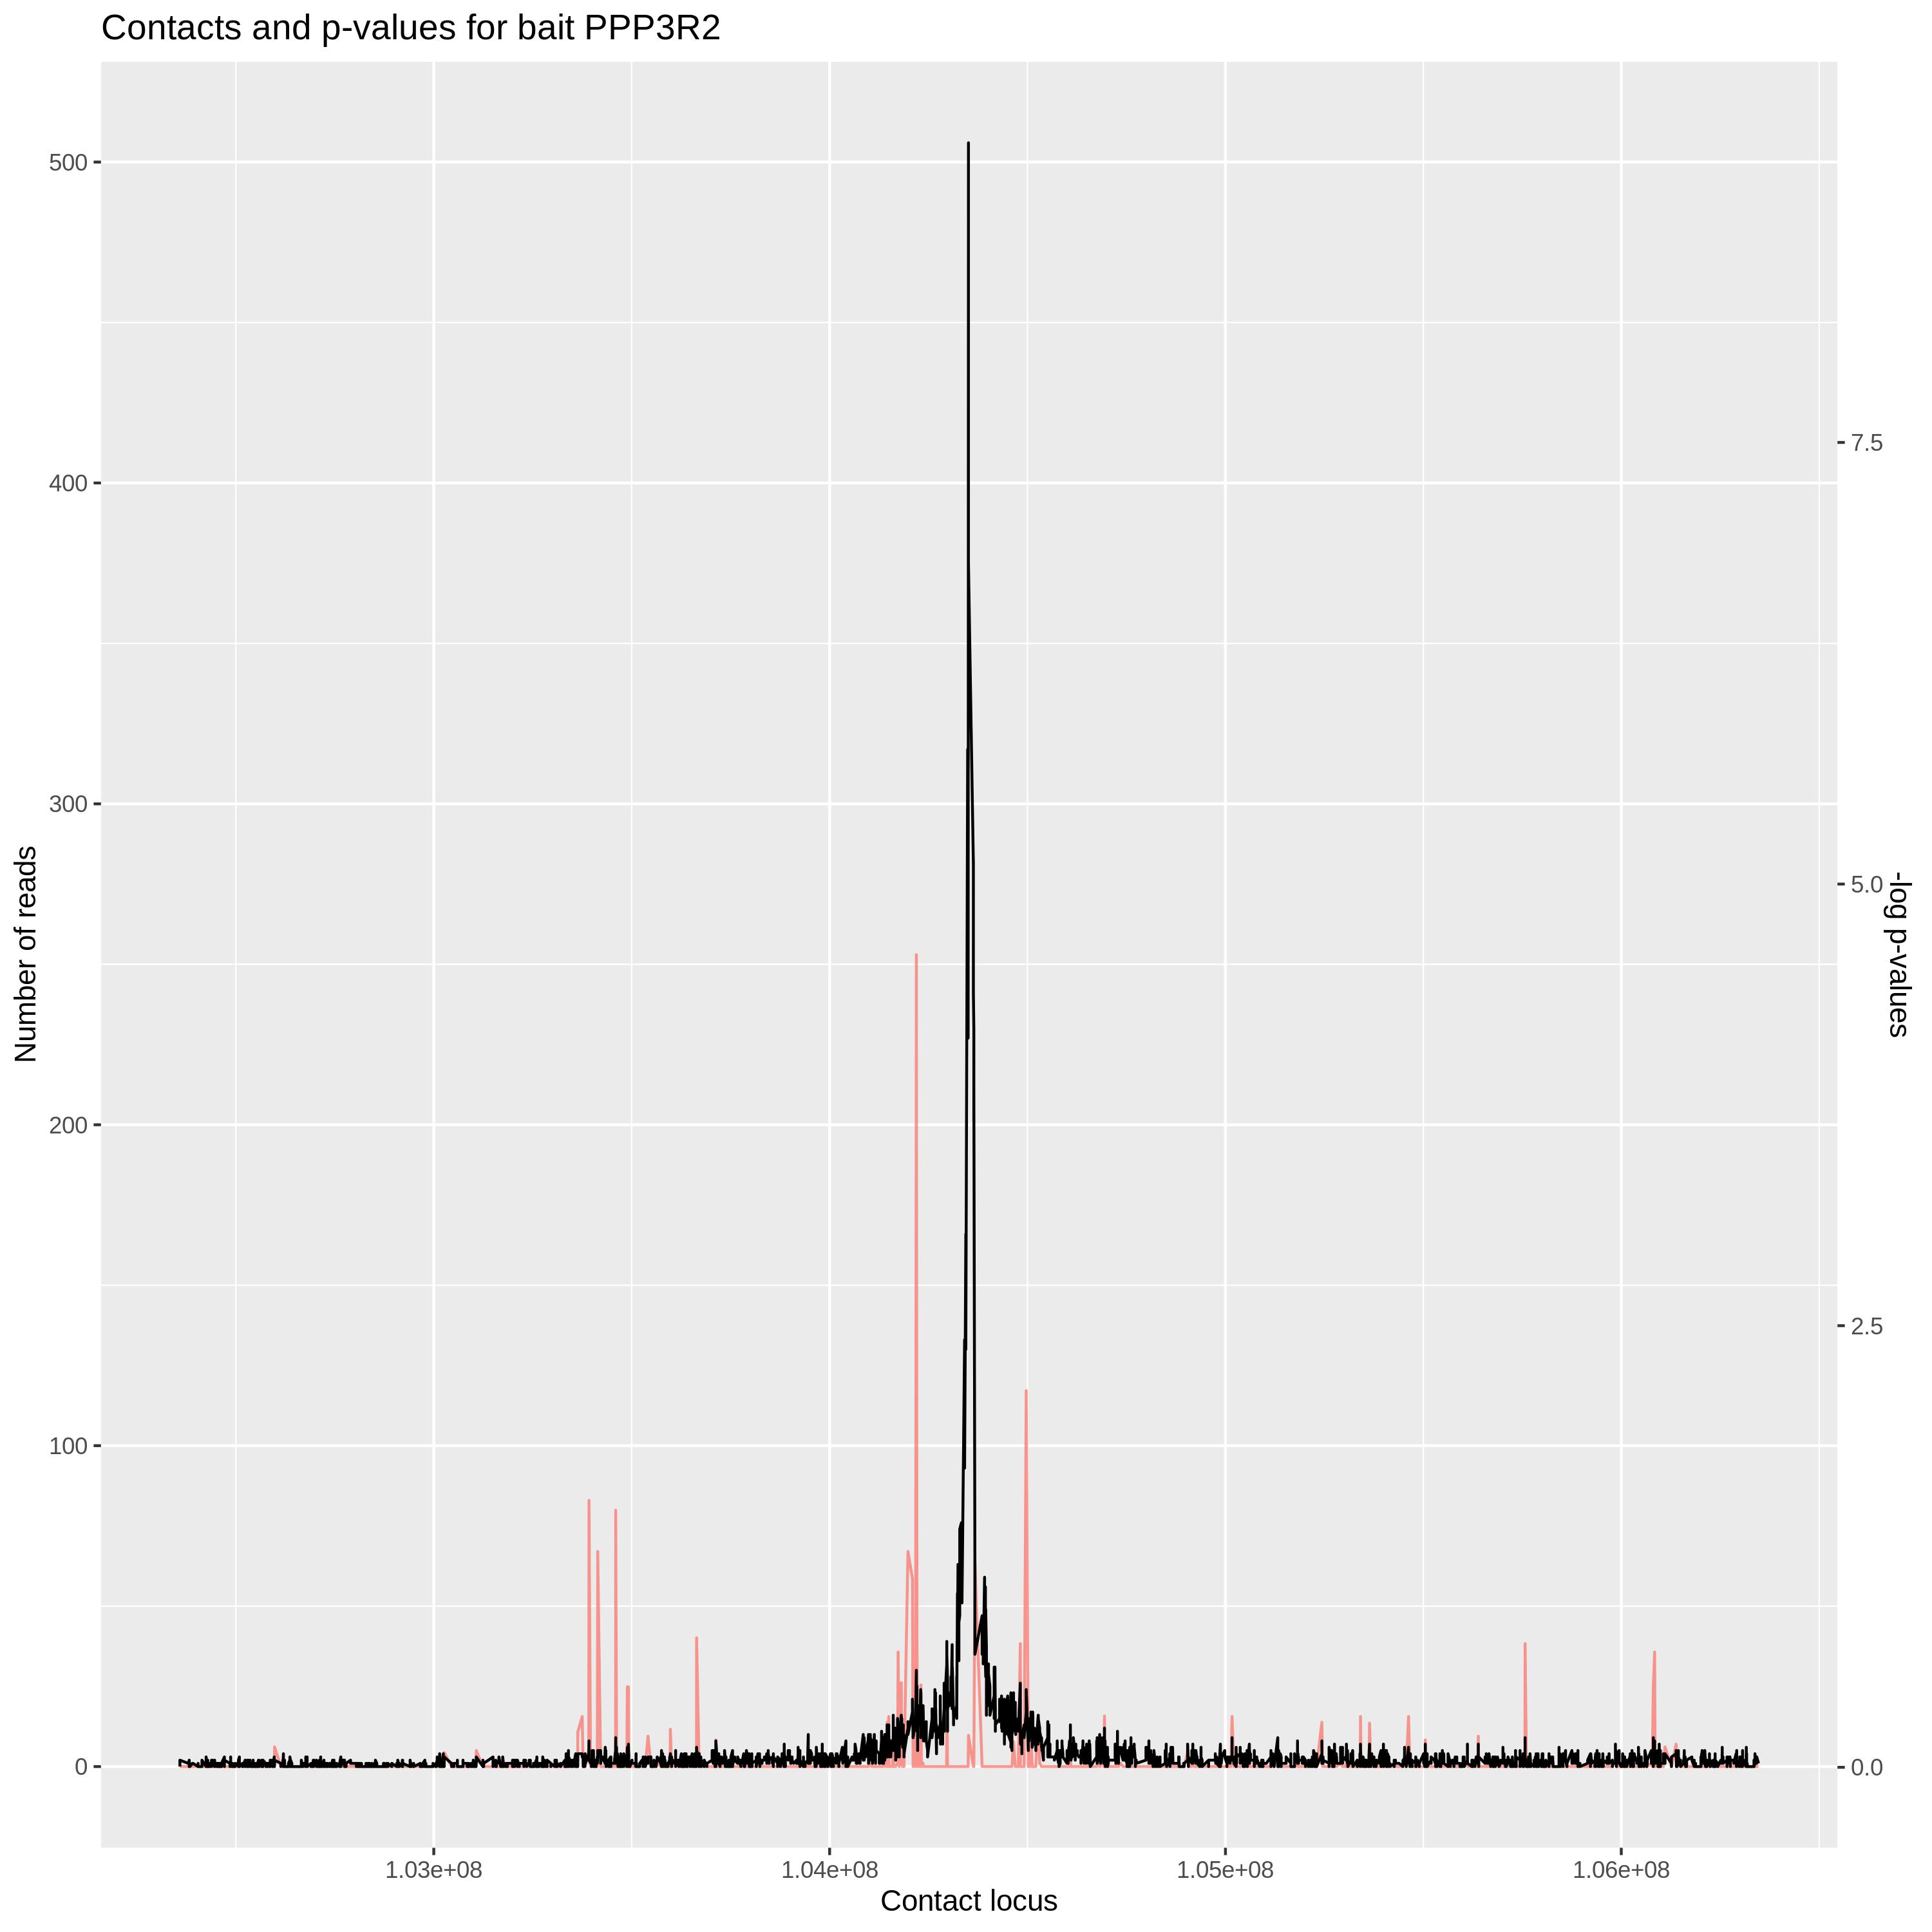 Contacts and p-values for bait PPP3R2
500
400
300
200
100
0
Number of reads
7.5
5.0
2.5
0.0
-log p-values
1.03e+08
1.04e+08
1.05e+08
1.06e+08
Contact locus